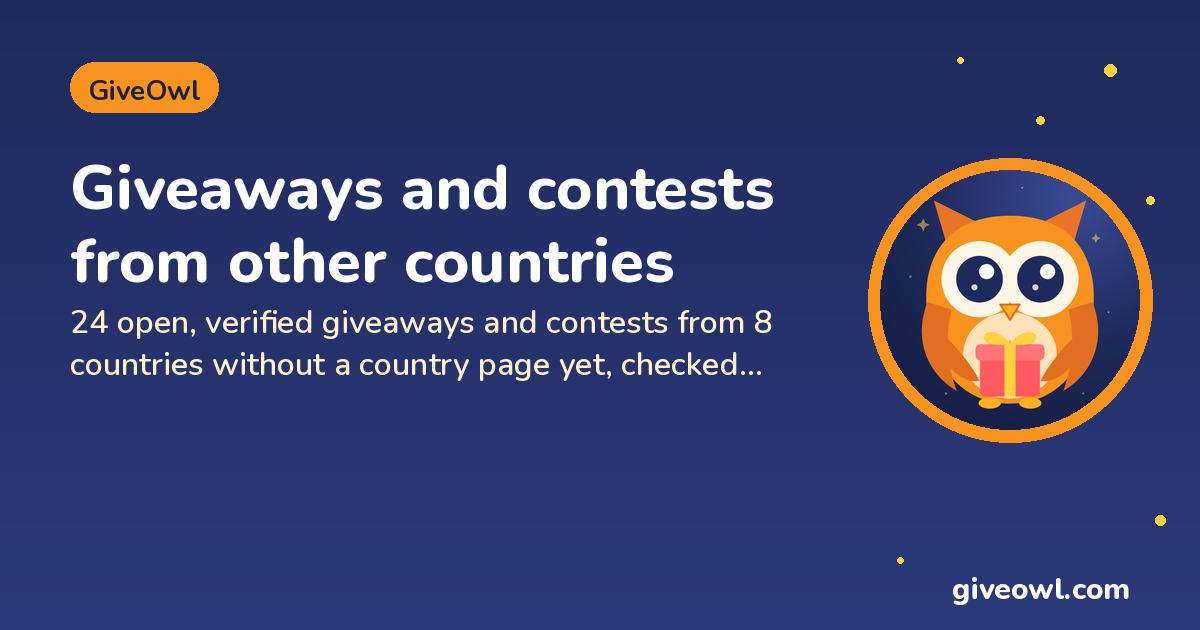 GiveOwl
Giveaways and contests
from other countries
24 open, verified giveaways and contests from 8
countries without a country page yet, checked...
giveowl.com